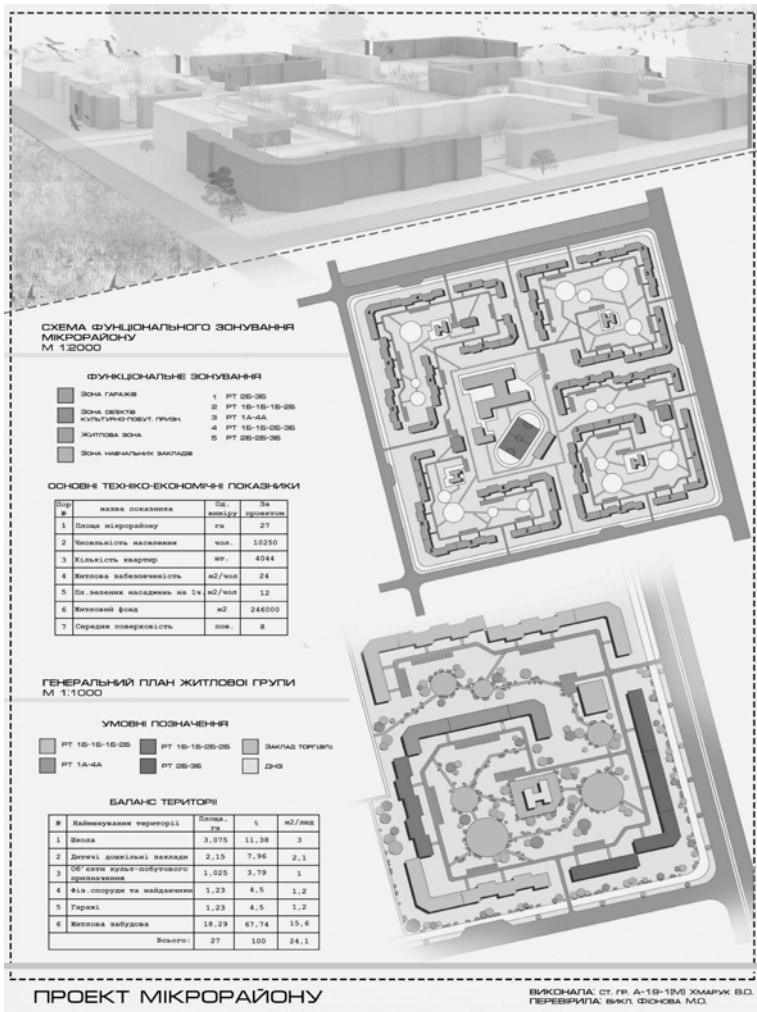 СХЕМА ФУНЦІОНАЛЬНОГО ЗОНУВАННЯ
МІКРОРАЙОНУ
М 1:2000
ФУНКЦІОНАЛЬНЕ ЗОНУВАННЯ
ЗОНА ГАРАЖІВ
ЗОНА ОБ'ЄКТІВ
КУЛЬТУРНО-ПОБУТ. ПРИЗН.
ЖИТЛОВА ЗОНА
ЗОНА НАВЧАЛЬНИХ ЗАКЛАДІВ
1 РТ 2Б-3Б
2 РТ 1Б-1Б-1Б-2Б
3 РТ 1А-4А
4 РТ 1Б-1Б-2Б-3Б
5 РТ 2Б-2Б-2Б-3Б
ОСНОВНІ ТЕХНІКО-ЕКОНОМІЧНІ ПОКАЗНИКИ
Пор № назва показника Од. виміру За проектом
1 Площа мікрорайону га 27
2 Чисельність населення чол. 10250
3 Кількість квартир шт. 4044
4 Житлова забезпеченість м2/чол 24
5 Пл.зелених насаджень на 1ч. м2/чол 12
6 Житловий фонд м2 246000
7 Середня поверховість пов. 8
ГЕНЕРАЛЬНИЙ ПЛАН ЖИТЛОВОЇ ГРУПИ
М 1:1000
УМОВНІ ПОЗНАЧЕННЯ
РТ 1Б-1Б-1Б-2Б РТ 1Б-1Б-2Б-2Б ЗАКЛАД ТОРГІВЛІ
РТ 1А-4А РТ 2Б-3Б ДНЗ
БАЛАНС ТЕРИТОРІЇ
№ Найменування території Площа, га % м2/люд
1 Школа 3,075 11,38 3
2 Дитячі дошкільні заклади 2,15 7,96 2,1
3 Об'єкти культ-побутового призначення 1,025 3,79 1
4 Фіз.споруди та майданчики 1,23 4,5 1,2
5 Гаражі 1,23 4,5 1,2
6 Житлова забудова 18,29 67,74 15,6
Всього: 27 100 24,1
ПРОЕКТ МІКРОРАЙОНУ
ВИКОНАЛА: СТ. ГР. А-19-1(М) ХМАРУК В.О.
ПЕРЕВІРИЛА: ВИКЛ. ФІОНОВА М.О.